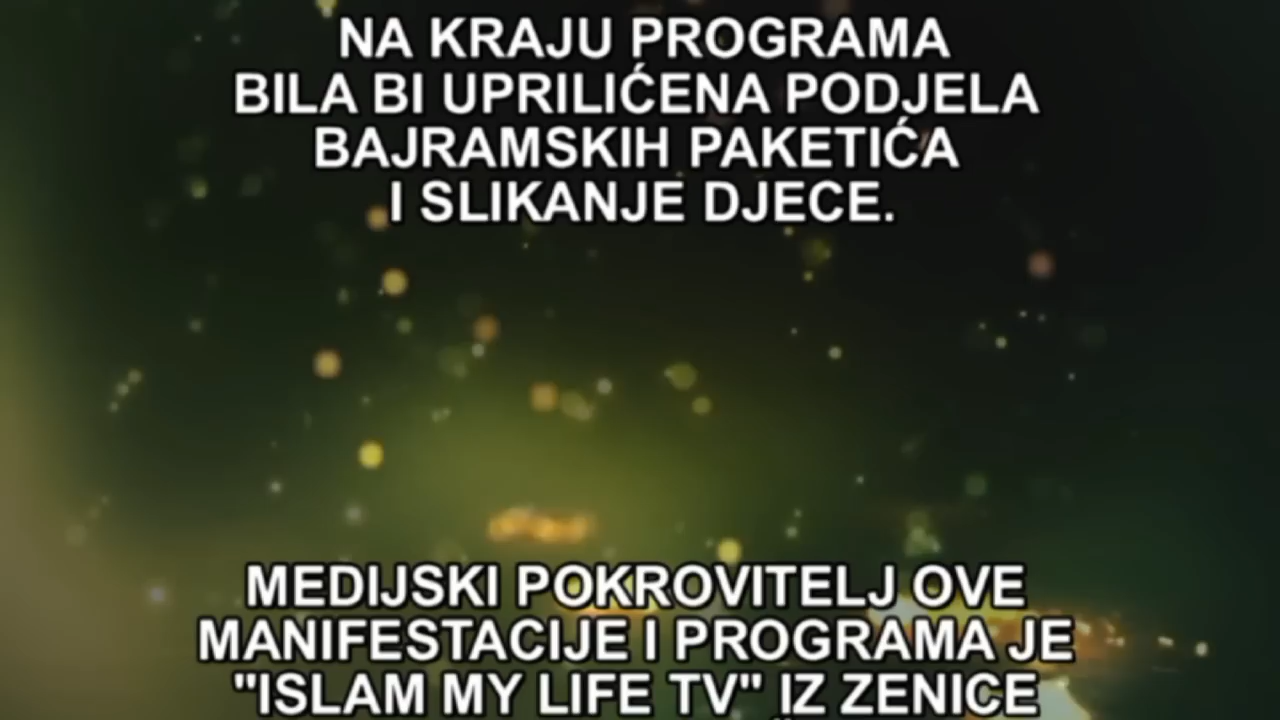 NA KRAJU PROGRAMA
BILA BI UPRILIĆENA PODJELA
BAJRAMSKIH PAKETIĆA
I SLIKANJE DJECE.
MEDIJSKI POKROVITELJ OVE
MANIFESTACIJE I PROGRAMA JE
"ISLAM MY LIFE TV" IZ ZENICE